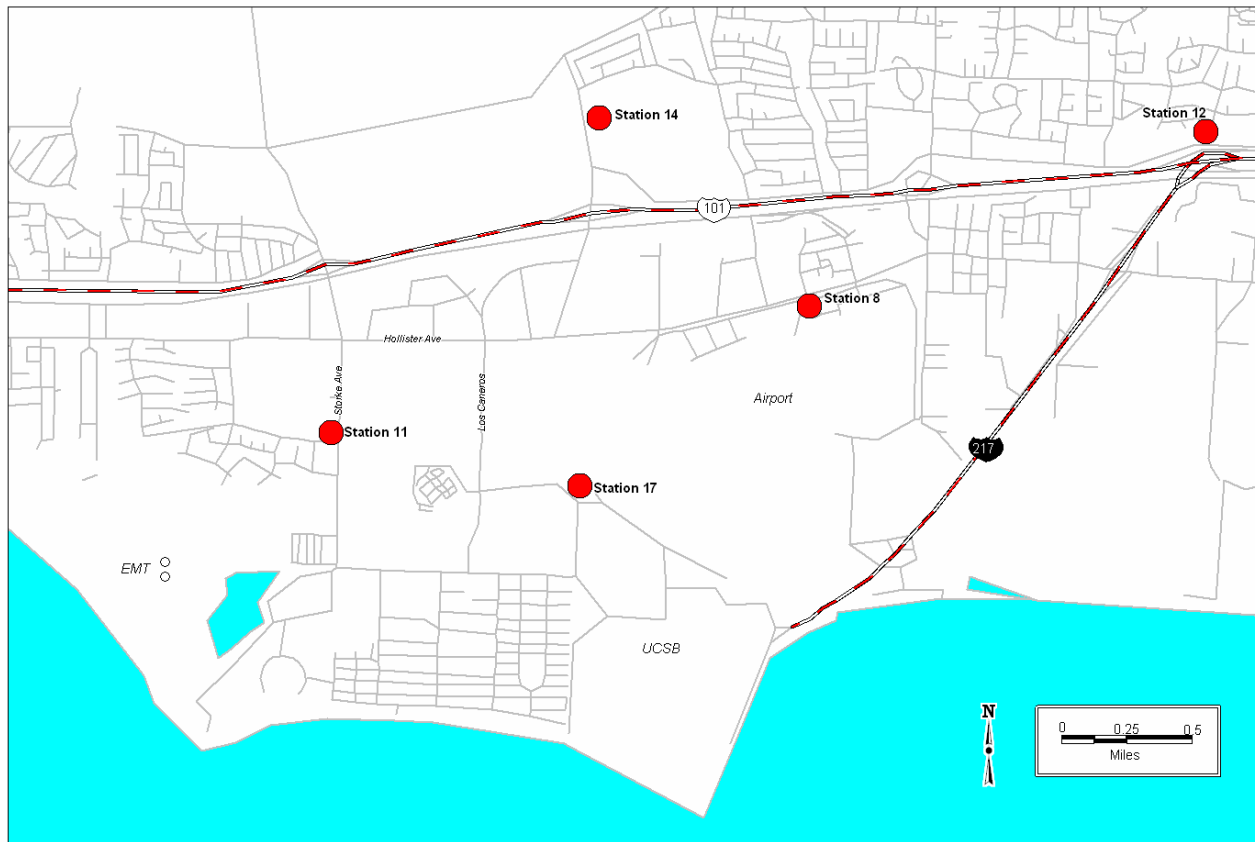 Station 14
Station 12
101
Station 8
Hollister Ave
Storke Ave
Los Caneros
Airport
Station 11
217
Station 17
EMT
UCSB
N
0 0.25 0.5
Miles